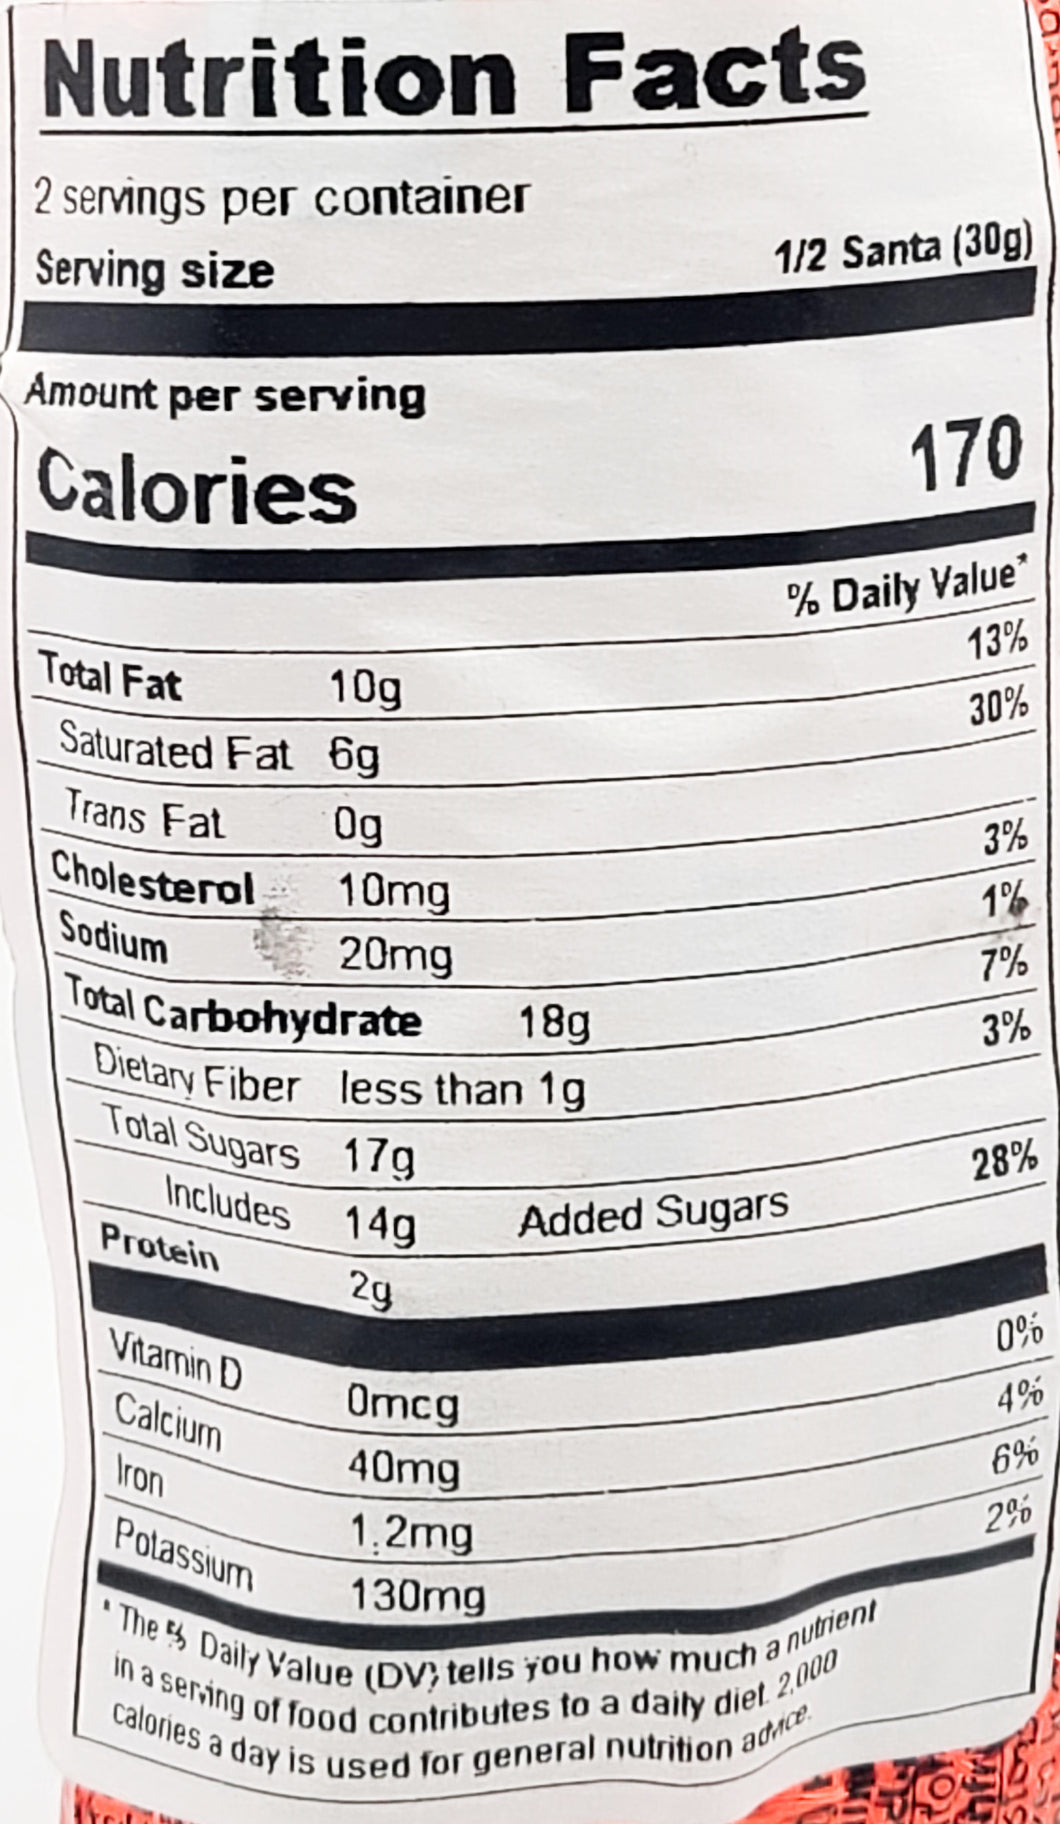 Nutrition Facts
2 servings per container
Serving size 1/2 Santa (30g)
Amount per serving
Calories 170
% Daily Value*
Total Fat 10g 13%
Saturated Fat 6g 30%
Trans Fat 0g
Cholesterol 10mg 3%
Sodium 20mg 1%
Total Carbohydrate 18g 7%
Dietary Fiber less than 1g 3%
Total Sugars 17g
Includes 14g Added Sugars 28%
Protein 2g
Vitamin D 0mcg 0%
Calcium 40mg 4%
Iron 1.2mg 6%
Potassium 130mg 2%
* The % Daily Value (DV) tells you how much a nutrient
in a serving of food contributes to a daily diet. 2,000
calories a day is used for general nutrition advice.